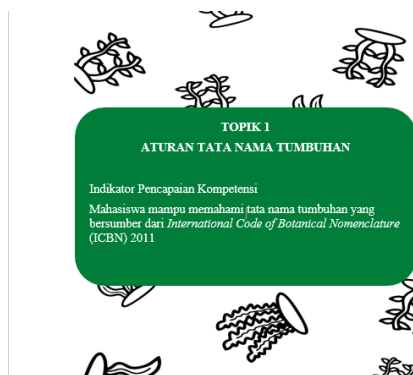 TOPIK 1
ATURAN TATA NAMA TUMBUHAN
Indikator Pencapaian Kompetensi
Mahasiswa mampu memahami tata nama tumbuhan yang
bersumber dari International Code of Botanical Nomenclature
(ICBN) 2011